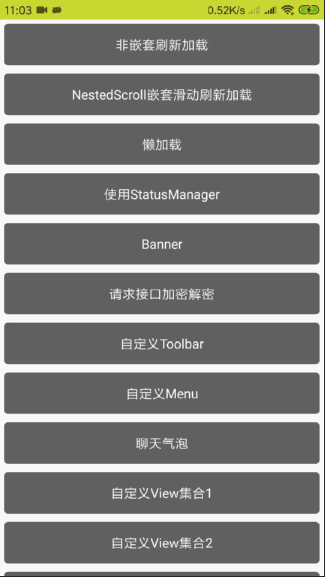 11:03 0.52K/s
非嵌套刷新加载
NestedScroll嵌套滑动刷新加载
懒加载
使用StatusManager
Banner
请求接口加密解密
自定义Toolbar
自定义Menu
聊天气泡
自定义View集合1
自定义View集合2